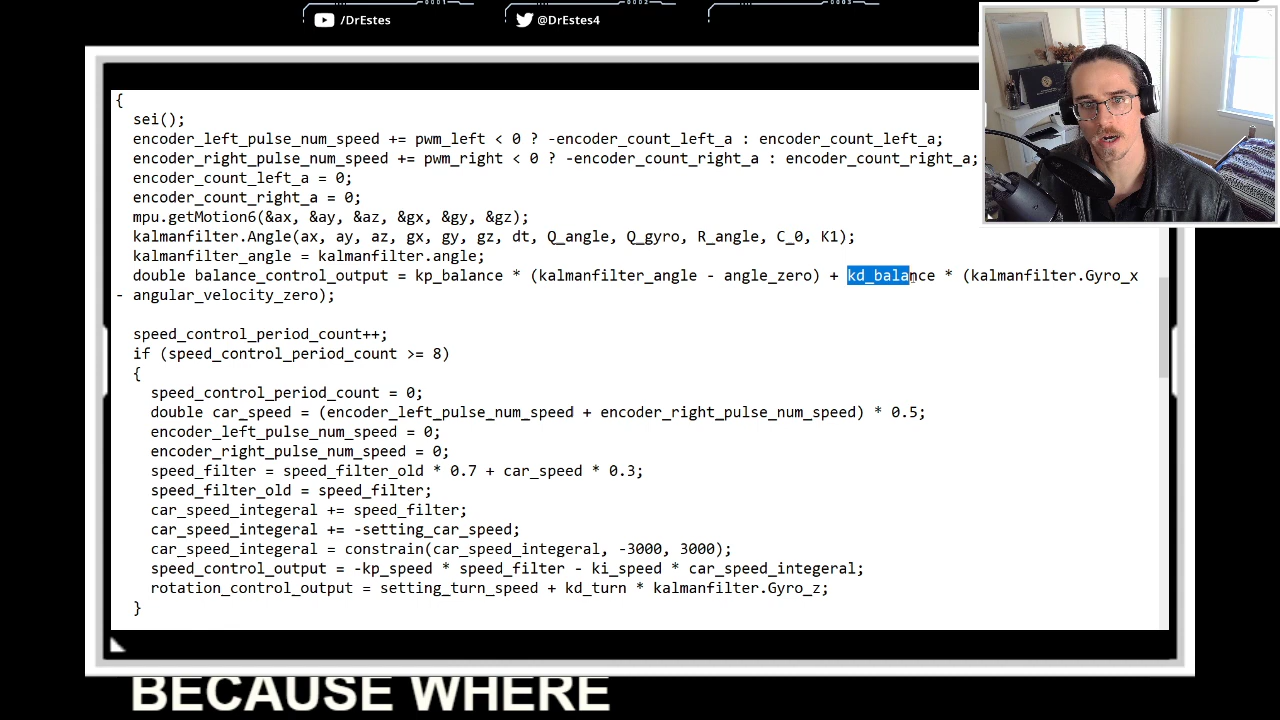 /DrEstes
0001
@DrEstes4
0002
0003
{
sei();
encoder_left_pulse_num_speed += pwm_left < 0 ? -encoder_count_left_a : encoder_count_left_a;
encoder_right_pulse_num_speed += pwm_right < 0 ? -encoder_count_right_a : encoder_count_right_a;
encoder_count_left_a = 0;
encoder_count_right_a = 0;
mpu.getMotion6(&ax, &ay, &az, &gx, &gy, &gz);
kalmanfilter.Angle(ax, ay, az, gx, gy, gz, dt, Q_angle, Q_gyro, R_angle, C_0, K1);
kalmanfilter_angle = kalmanfilter.angle;
double balance_control_output = kp_balance * (kalmanfilter_angle - angle_zero) + kd_balance * (kalmanfilter.Gyro_x
- angular_velocity_zero);
speed_control_period_count++;
if (speed_control_period_count >= 8)
{
speed_control_period_count = 0;
double car_speed = (encoder_left_pulse_num_speed + encoder_right_pulse_num_speed) * 0.5;
encoder_left_pulse_num_speed = 0;
encoder_right_pulse_num_speed = 0;
speed_filter = speed_filter_old * 0.7 + car_speed * 0.3;
speed_filter_old = speed_filter;
car_speed_integeral += speed_filter;
car_speed_integeral += -setting_car_speed;
car_speed_integeral = constrain(car_speed_integeral, -3000, 3000);
speed_control_output = -kp_speed * speed_filter - ki_speed * car_speed_integeral;
rotation_control_output = setting_turn_speed + kd_turn * kalmanfilter.Gyro_z;
}
BECAUSE WHERE